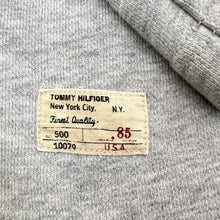 TOMMY HILFIGER
New York City. N.Y.
Finest Quality.
500 .85
10079 U.S.A